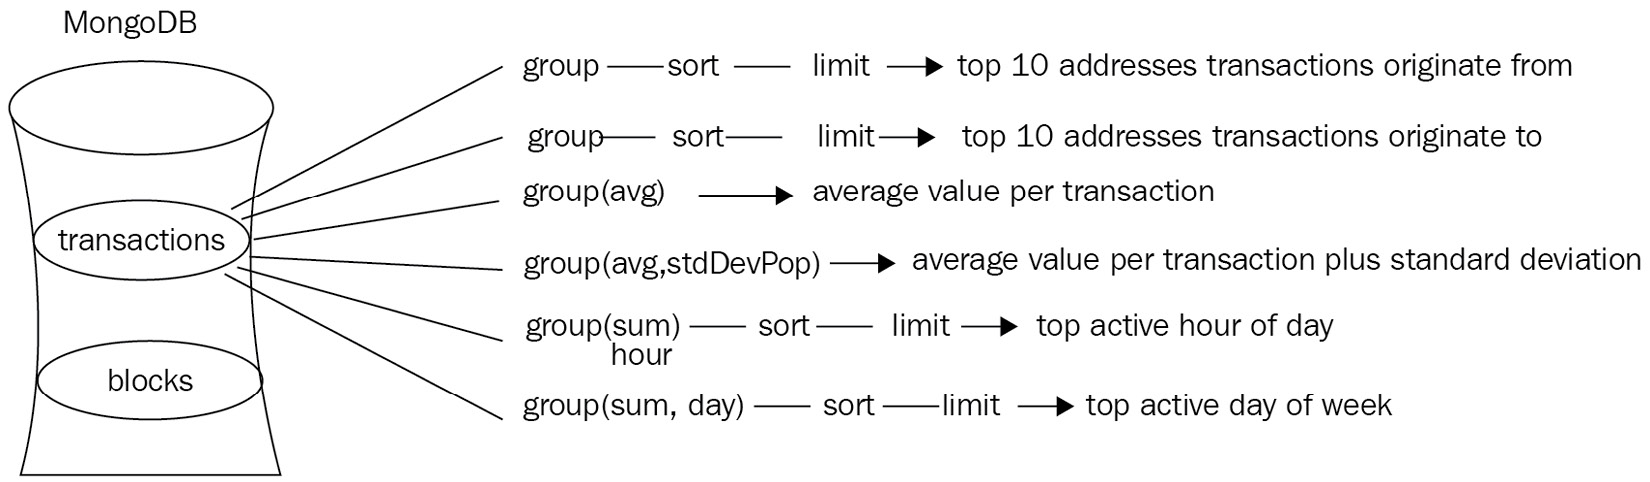 MongoDB
group sort limit top 10 addresses transactions originate from
group sort limit top 10 addresses transactions originate to
group(avg) average value per transaction
transactions
group(avg,stdDevPop) average value per transaction plus standard deviation
group(sum) sort limit top active hour of day
hour
blocks
group(sum, day) sort limit top active day of week